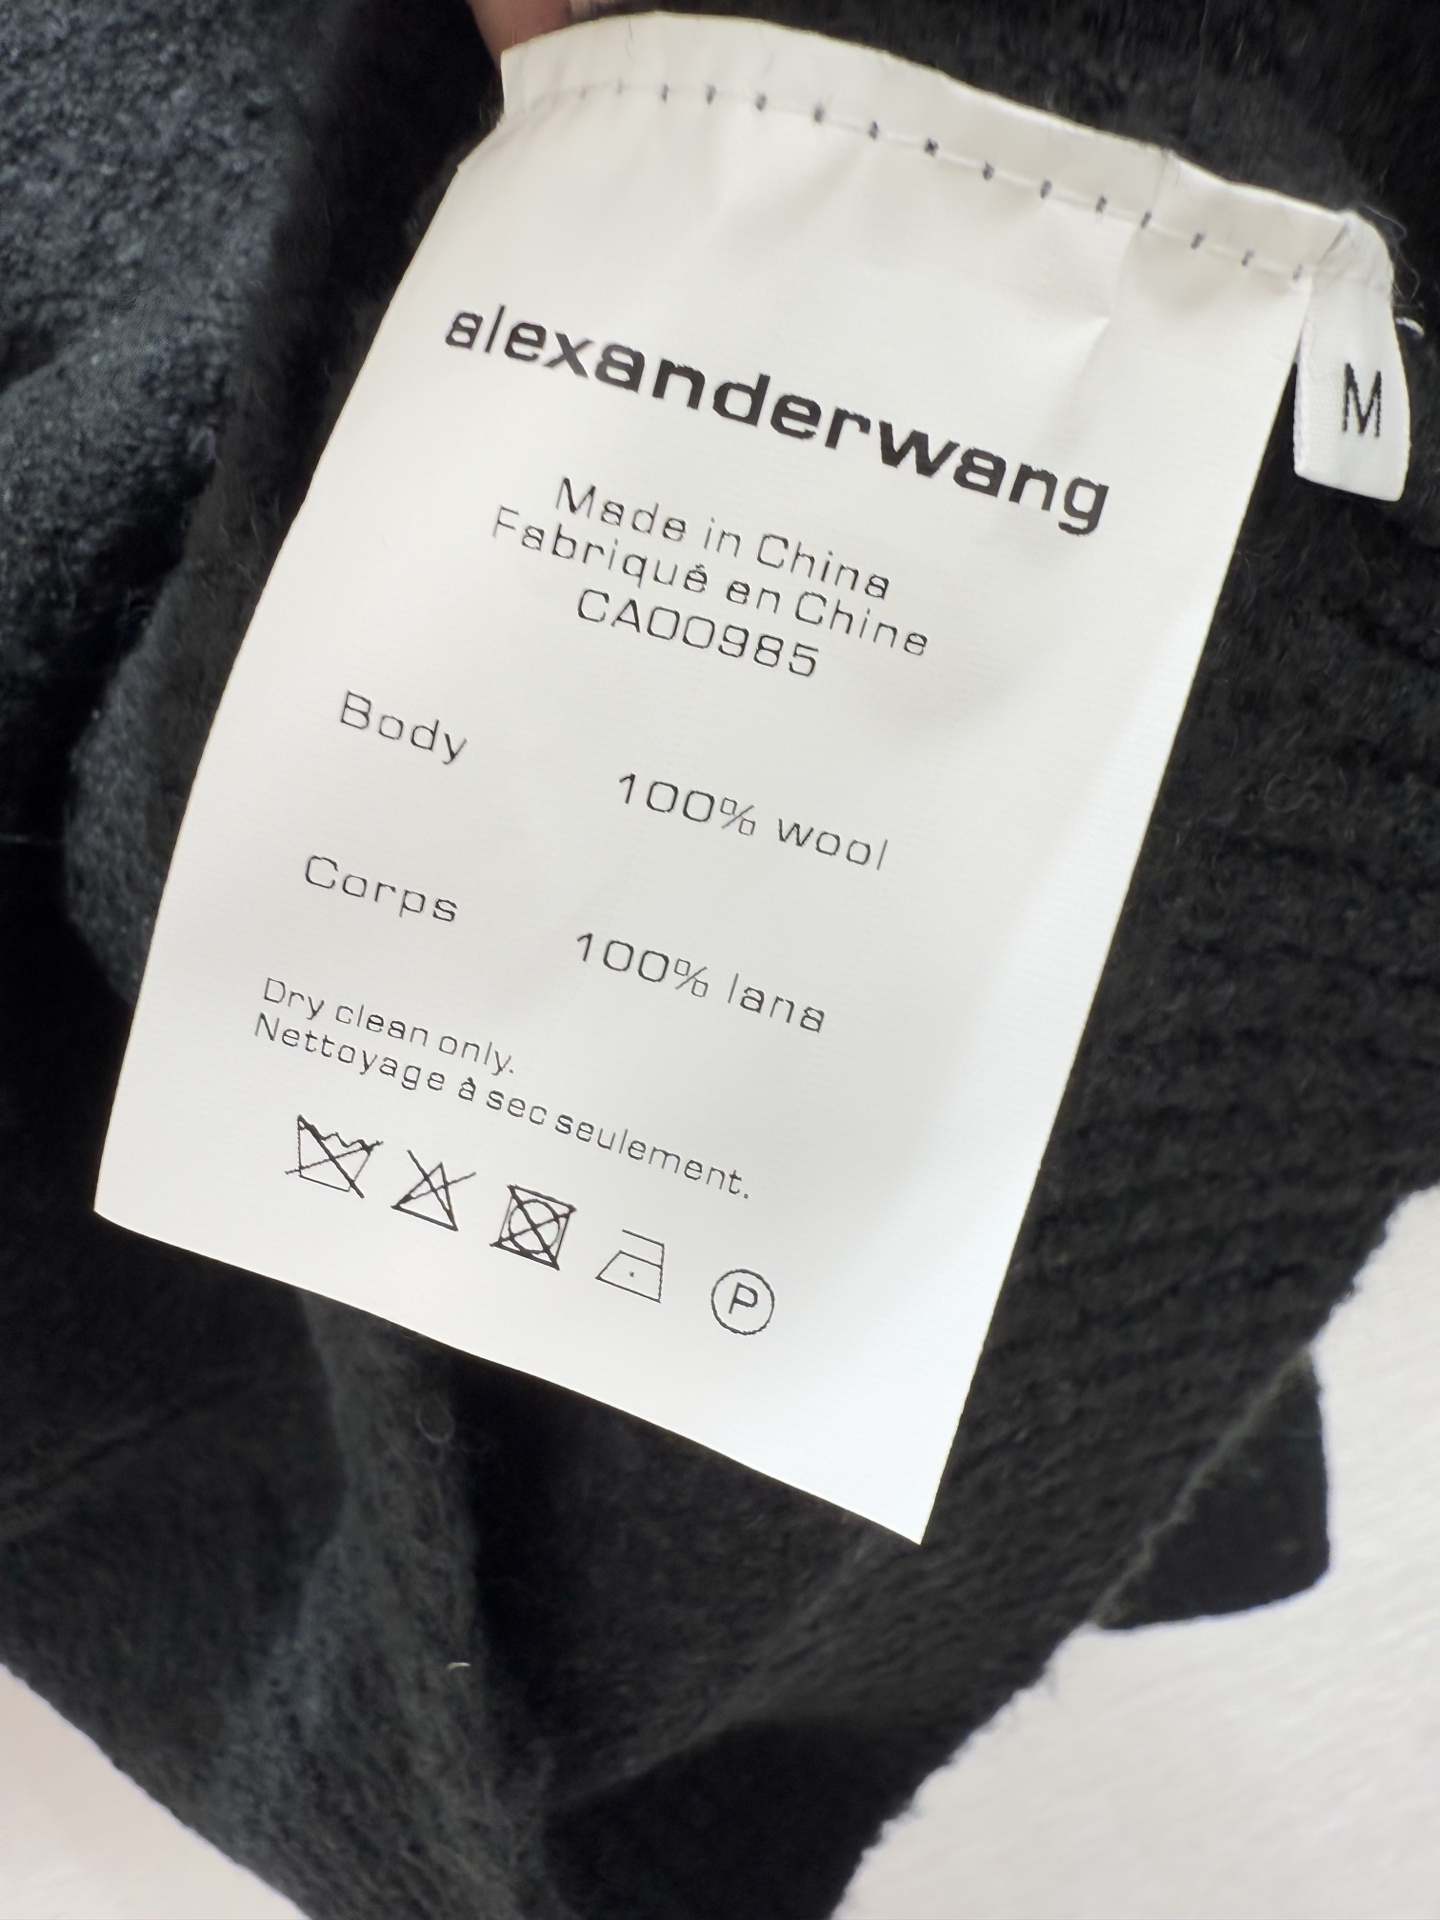 alexanderwang
M
Made in China
Fabriqué en Chine
CA00985
Body
100% wool
Corps
100% lana
Dry clean only.
Nettoyage à sec seulement.
P